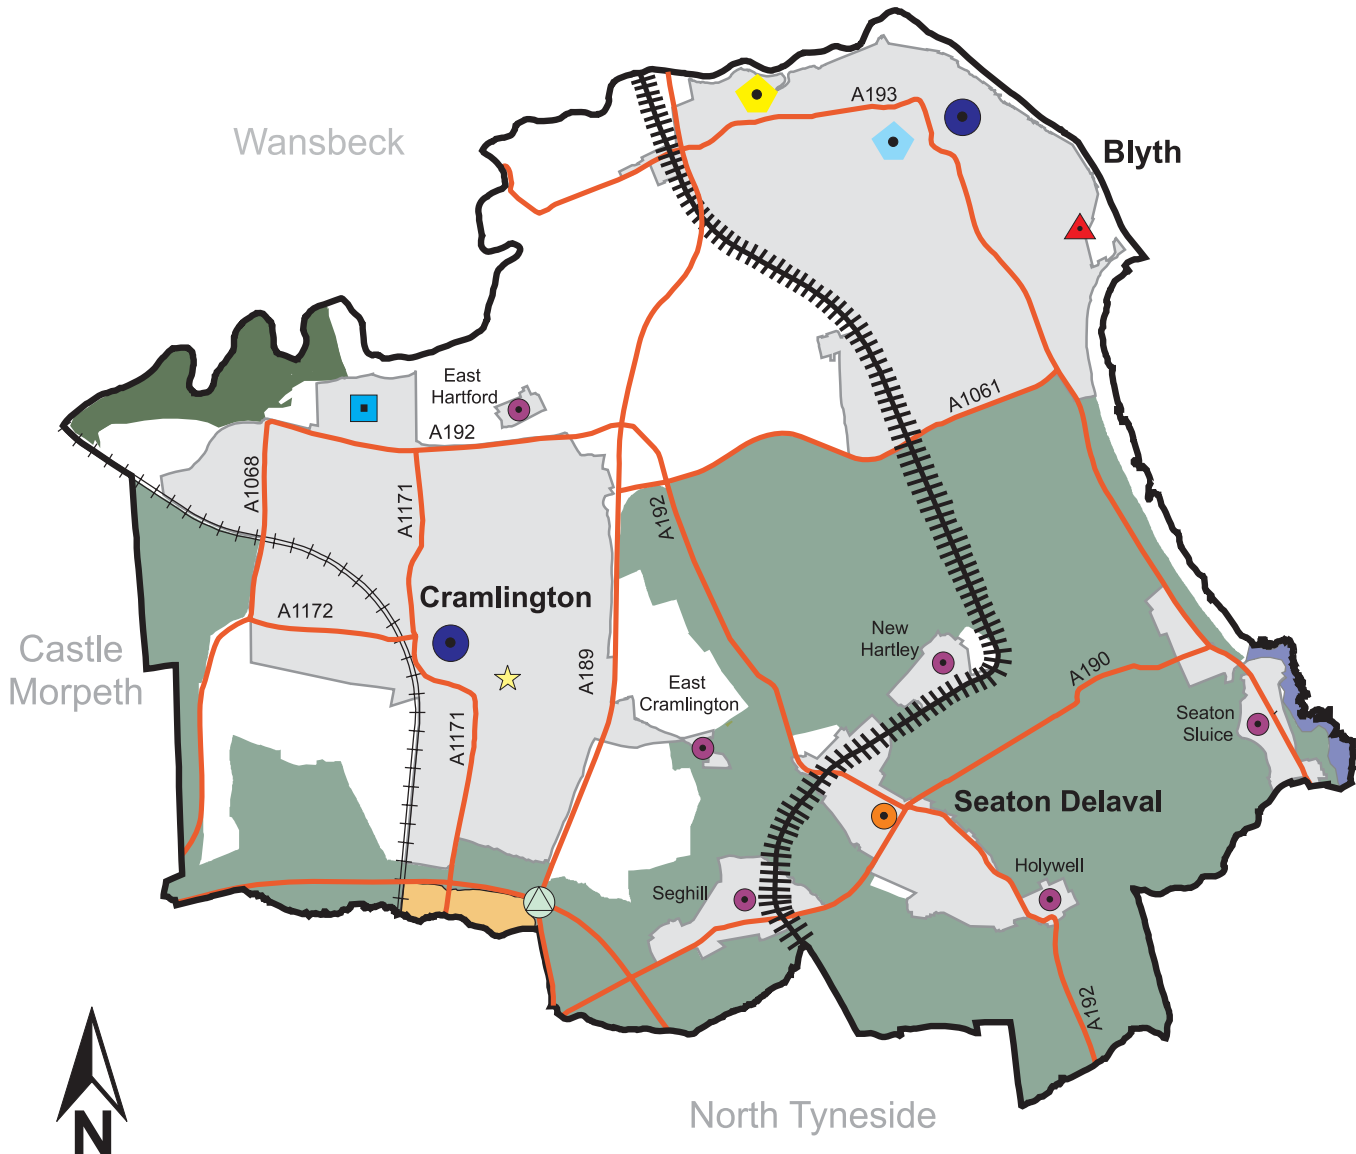 A193
Wansbeck
Blyth
East
Hartford
A1061
A192
A1068
A1171
A192
Cramlington
A1172
New
Hartley
Castle
Morpeth
A189
A190
East
Cramlington
Seaton
Sluice
A1171
Seaton Delaval
Holywell
Seghill
A192
North Tyneside
N